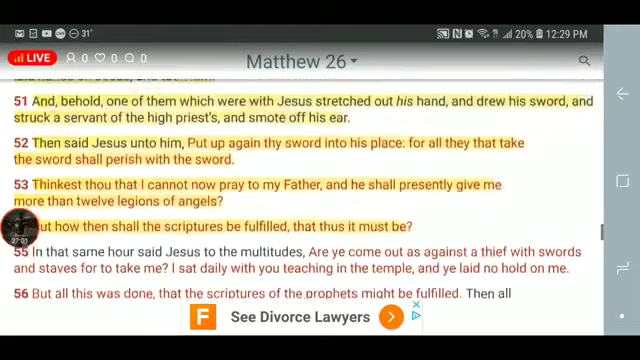 31° 20% 12:29 PM
LIVE 0 0 0
Matthew 26
51 And, behold, one of them which were with Jesus stretched out his hand, and drew his sword, and
struck a servant of the high priest's, and smote off his ear.
52 Then said Jesus unto him, Put up again thy sword into his place: for all they that take
the sword shall perish with the sword.
53 Thinkest thou that I cannot now pray to my Father, and he shall presently give me
more than twelve legions of angels?
how then shall the scriptures be fulfilled, that thus it must be?
27:01
55 In that same hour said Jesus to the multitudes, Are ye come out as against a thief with swords
and staves for to take me? I sat daily with you teaching in the temple, and ye laid no hold on me.
56 But all this was done, that the scriptures of the prophets might be fulfilled. Then all
F See Divorce Lawyers